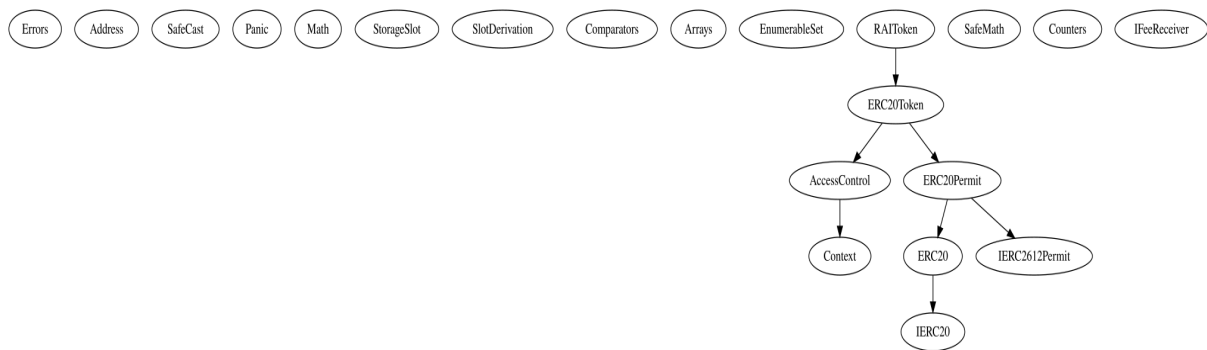 Errors Address SafeCast Panic Math StorageSlot SlotDerivation Comparators Arrays EnumerableSet RAIToken SafeMath Counters IFeeReceiver
ERC20Token
AccessControl ERC20Permit
Context ERC20 IERC2612Permit
IERC20